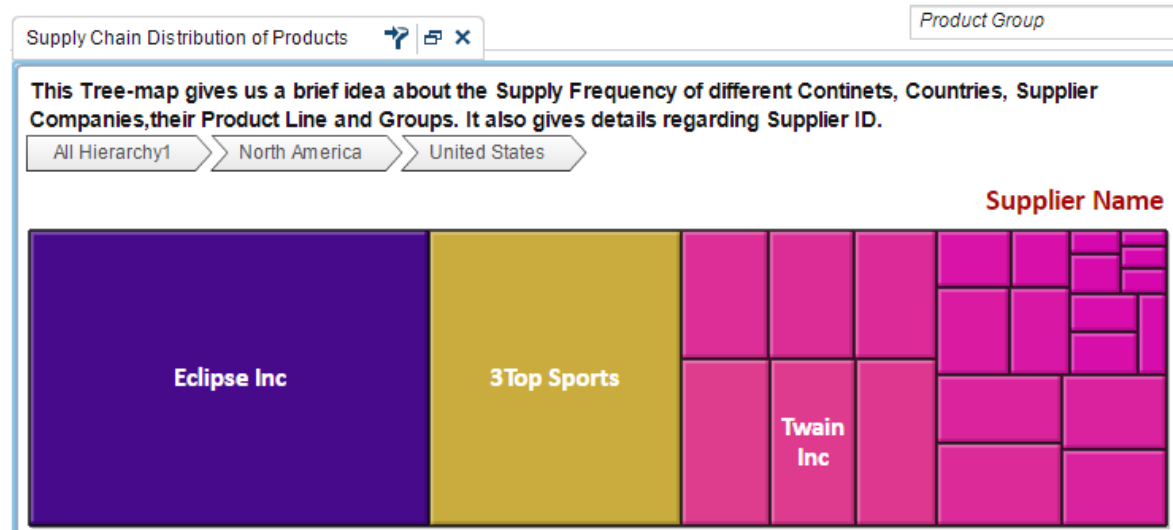 Product Group
Supply Chain Distribution of Products
This Tree-map gives us a brief idea about the Supply Frequency of different Continets, Countries, Supplier
Companies,their Product Line and Groups. It also gives details regarding Supplier ID.
All Hierarchy1 North America United States
Supplier Name
Eclipse Inc
3Top Sports
Twain
Inc